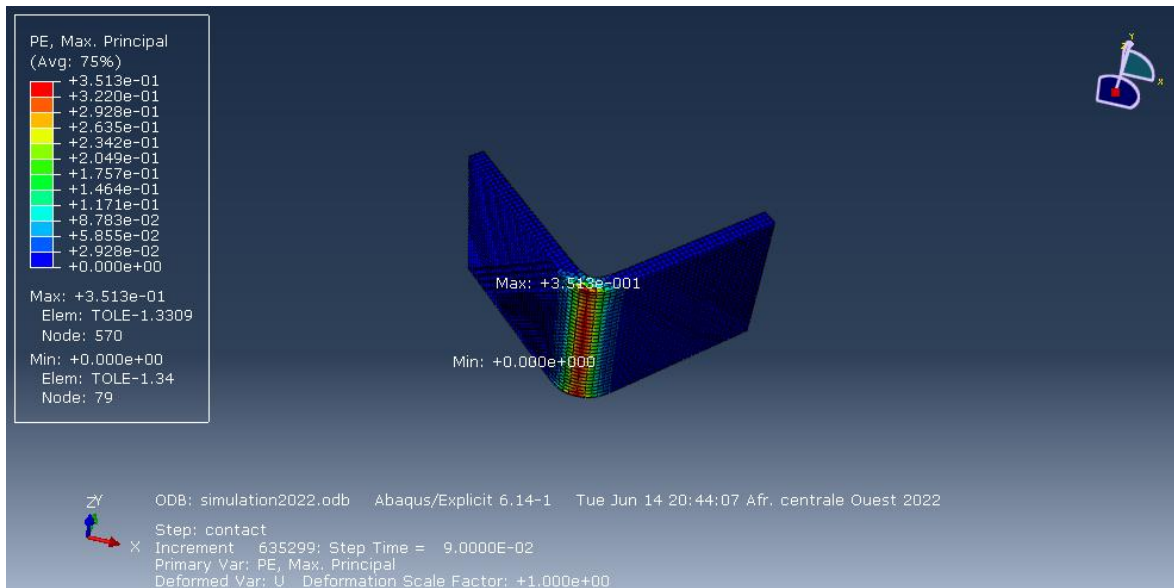 PE, Max. Principal
(Avg: 75%)
+3.513e-01
+3.220e-01
+2.928e-01
+2.635e-01
+2.342e-01
+2.049e-01
+1.757e-01
+1.464e-01
+1.171e-01
+8.783e-02
+5.855e-02
+2.928e-02
+0.000e+00
Max: +3.513e-01
Elem: TOLE-1.3309
Node: 570
Min: +0.000e+00
Elem: TOLE-1.34
Node: 79
Y
Z
X
Max: +3.513e-001
Min: +0.000e+000
ZY
X
ODB: simulation2022.odb Abaqus/Explicit 6.14-1 Tue Jun 14 20:44:07 Afr. centrale Ouest 2022
Step: contact
Increment 635299: Step Time = 9.0000E-02
Primary Var: PE, Max. Principal
Deformed Var: U Deformation Scale Factor: +1.000e+00